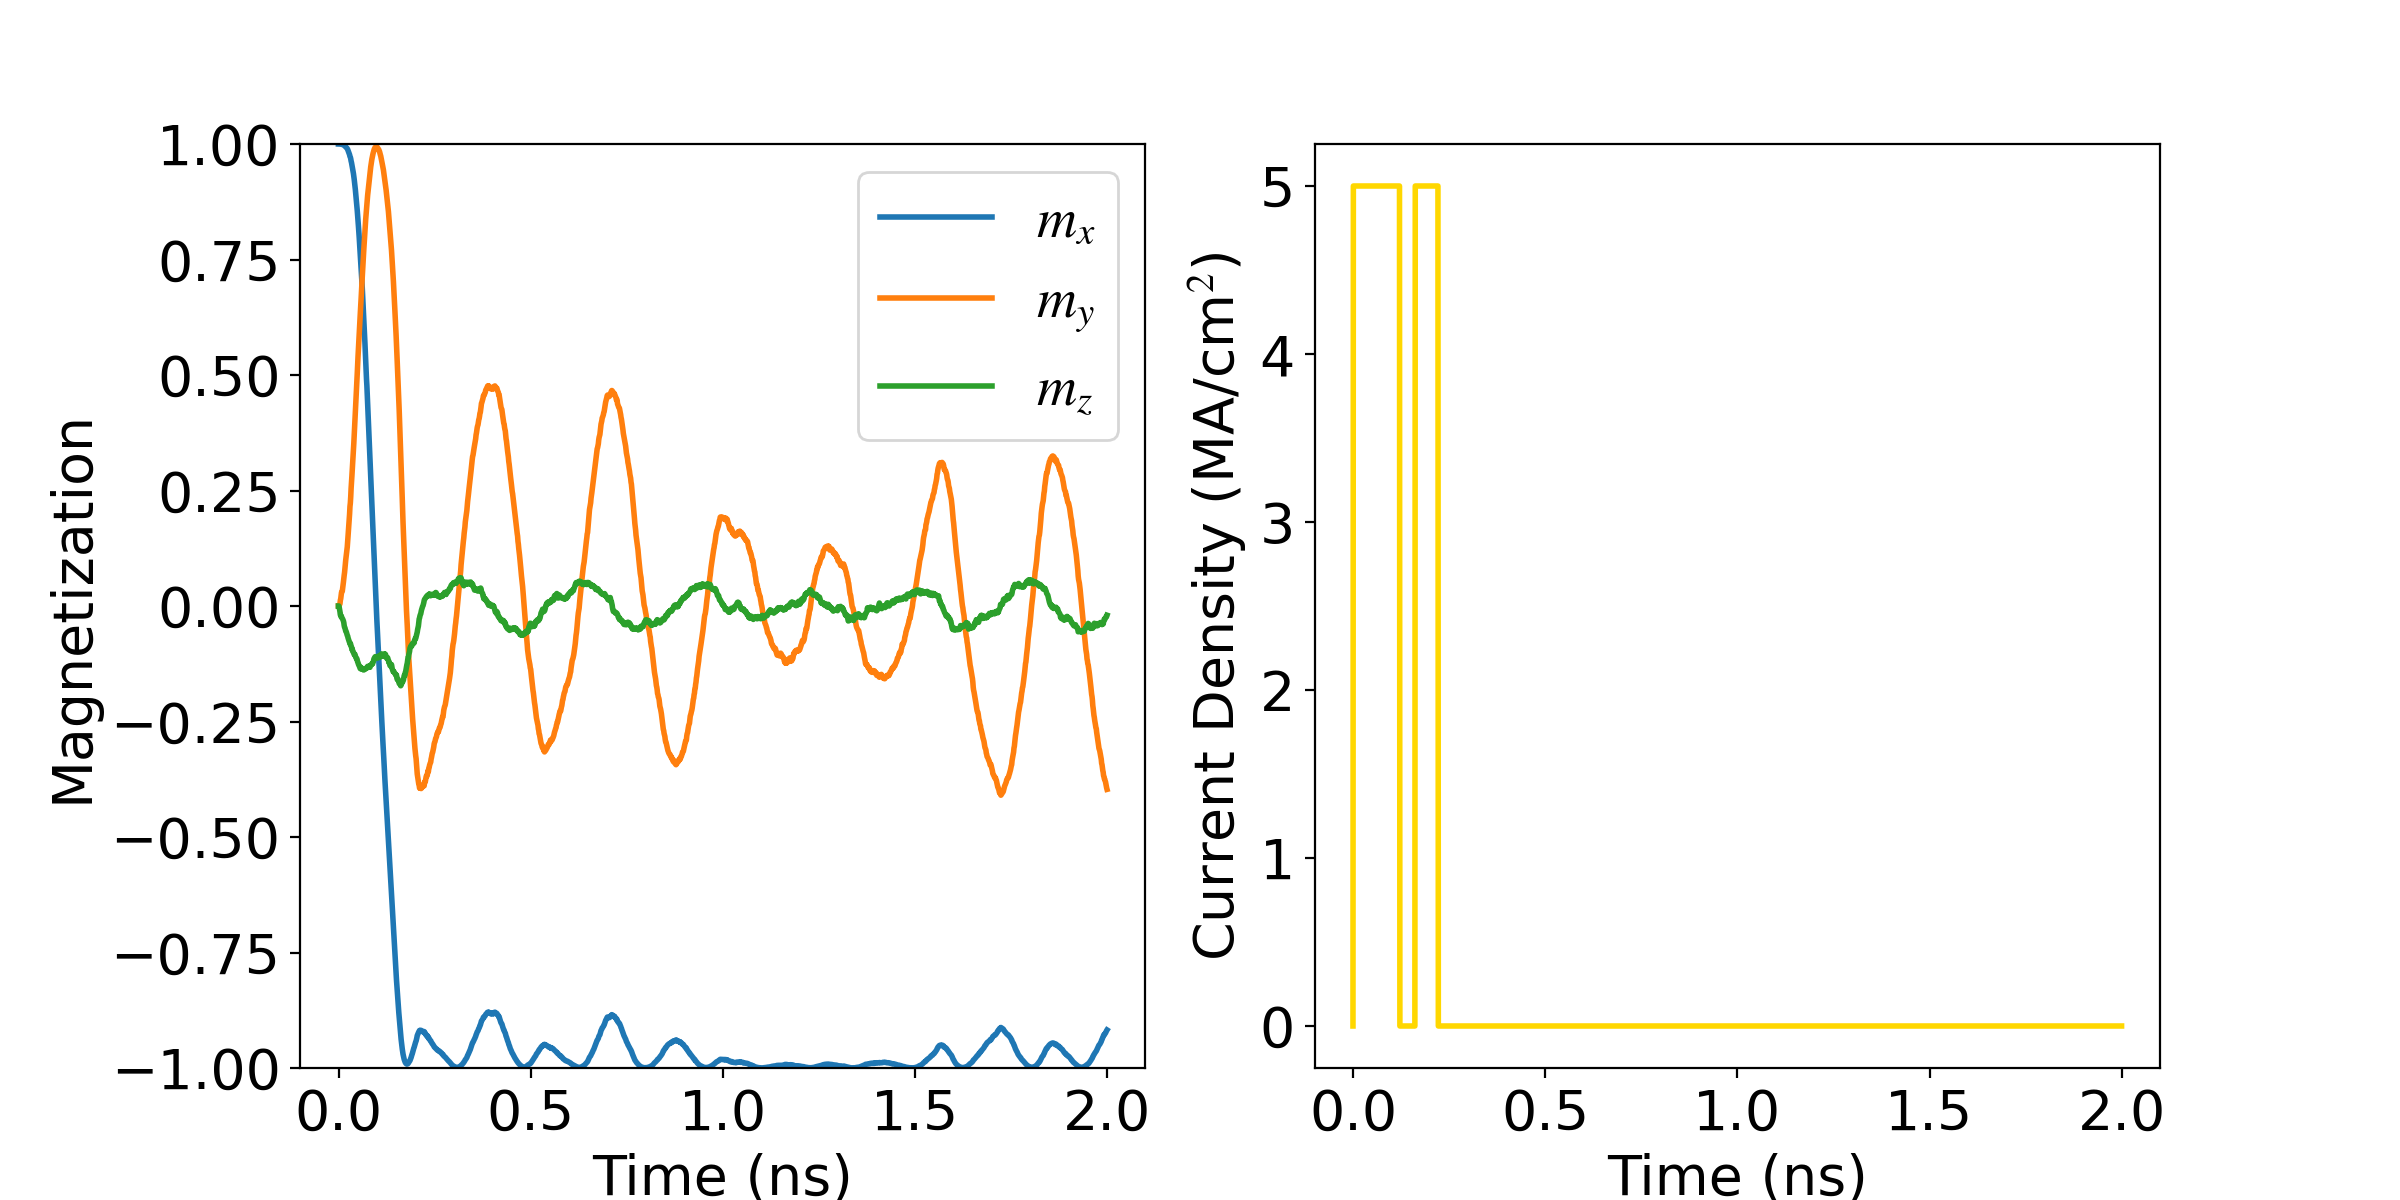 1.00
0.75
0.50
0.25
0.00
−0.25
−0.50
−0.75
−1.00
Magnetization
0.0 0.5 1.0 1.5 2.0
Time (ns)
m_x
m_y
m_z
5
4
3
2
1
0
Current Density (MA/cm²)
0.0 0.5 1.0 1.5 2.0
Time (ns)